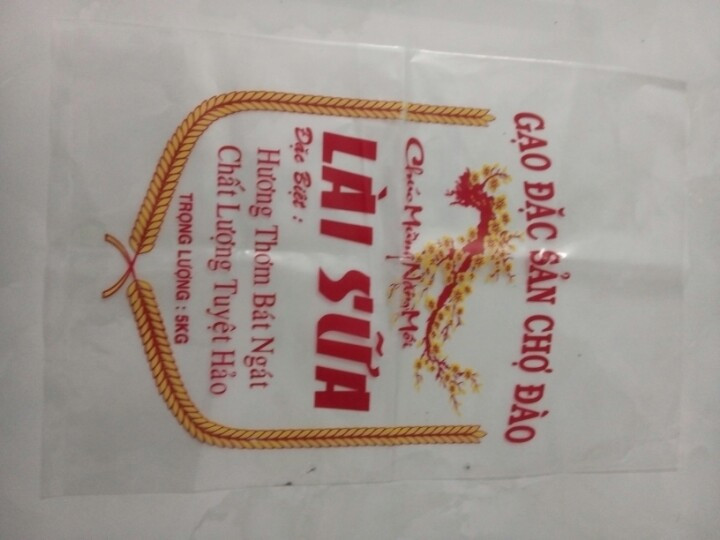 GẠO ĐẶC SẢN CHỢ ĐÀO
Chúc Mừng Năm Mới
LÀI SỮA
Đặc Biệt :
Hương Thơm Bát Ngát
Chất Lượng Tuyệt Hảo
TRỌNG LƯỢNG : 5KG